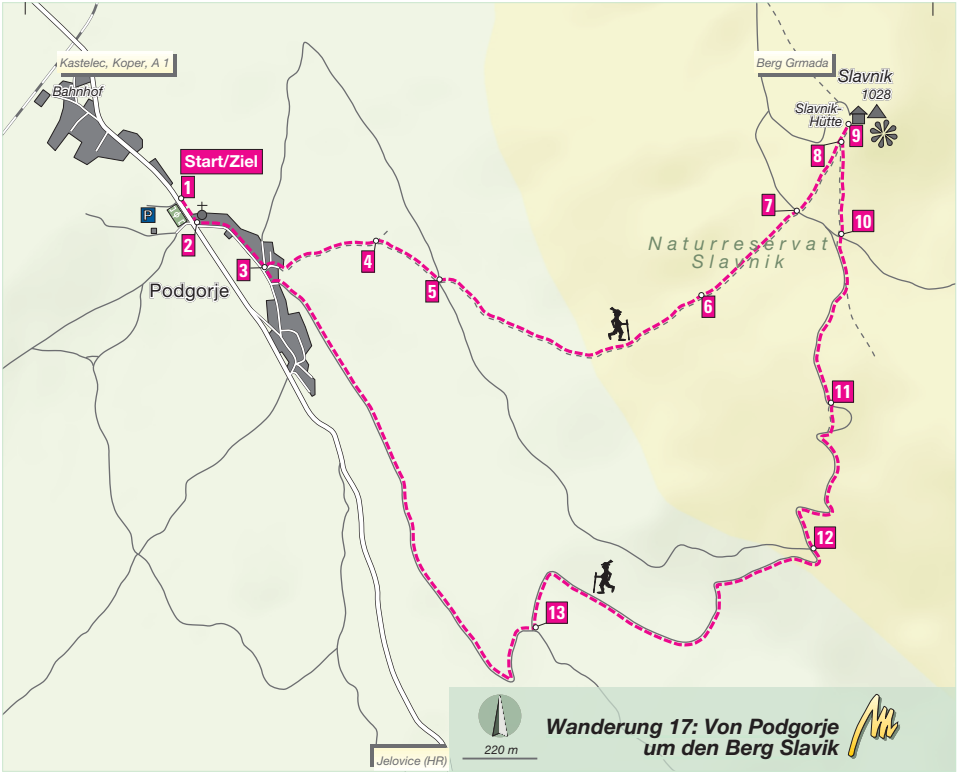 Kastelec, Koper, A 1
Bahnhof
Start/Ziel
1
P
2
3
Podgorje
4
5
6
7
8
9
Berg Grmada
Slavnik
1028
Slavnik-
Hütte
10
Naturreservat
Slavnik
11
12
13
Jelovice (HR)
220 m
Wanderung 17: Von Podgorje
um den Berg Slavik